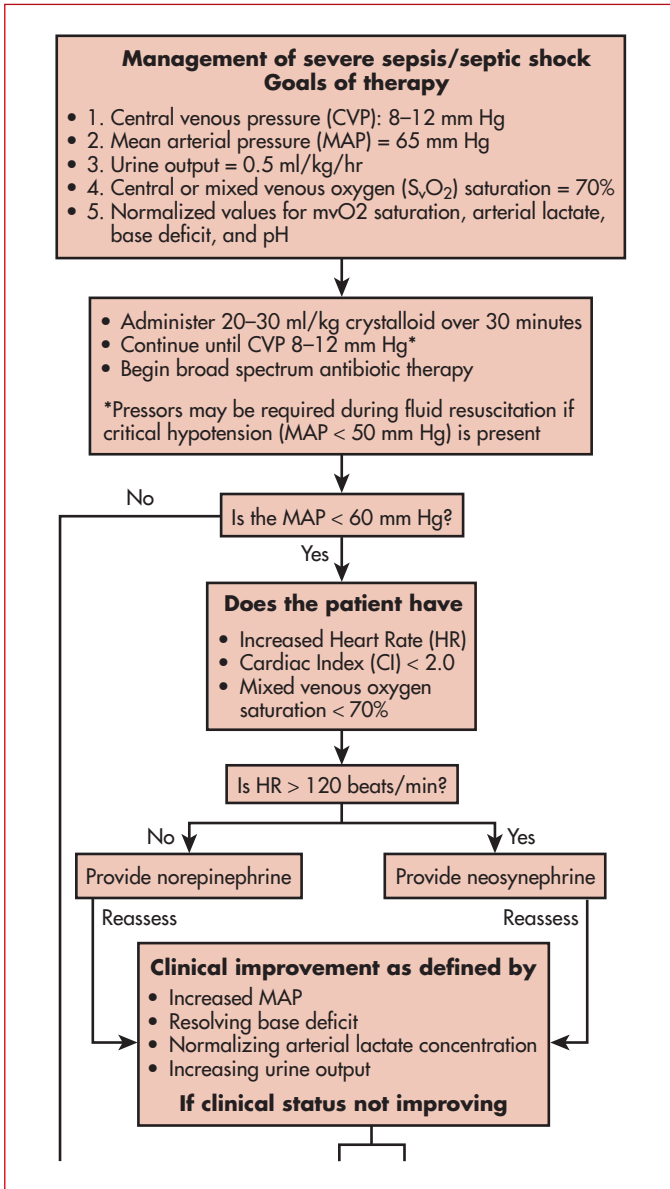 Management of severe sepsis/septic shock
Goals of therapy
• 1. Central venous pressure (CVP): 8–12 mm Hg
• 2. Mean arterial pressure (MAP) = 65 mm Hg
• 3. Urine output = 0.5 ml/kg/hr
• 4. Central or mixed venous oxygen (SᵥO₂) saturation = 70%
• 5. Normalized values for mvO2 saturation, arterial lactate,
base deficit, and pH
• Administer 20–30 ml/kg crystalloid over 30 minutes
• Continue until CVP 8–12 mm Hg*
• Begin broad spectrum antibiotic therapy
*Pressors may be required during fluid resuscitation if
critical hypotension (MAP < 50 mm Hg) is present
No
Is the MAP < 60 mm Hg?
Yes
Does the patient have
• Increased Heart Rate (HR)
• Cardiac Index (CI) < 2.0
• Mixed venous oxygen
saturation < 70%
Is HR > 120 beats/min?
No
Yes
Provide norepinephrine
Provide neosynephrine
Reassess
Reassess
Clinical improvement as defined by
• Increased MAP
• Resolving base deficit
• Normalizing arterial lactate concentration
• Increasing urine output
If clinical status not improving